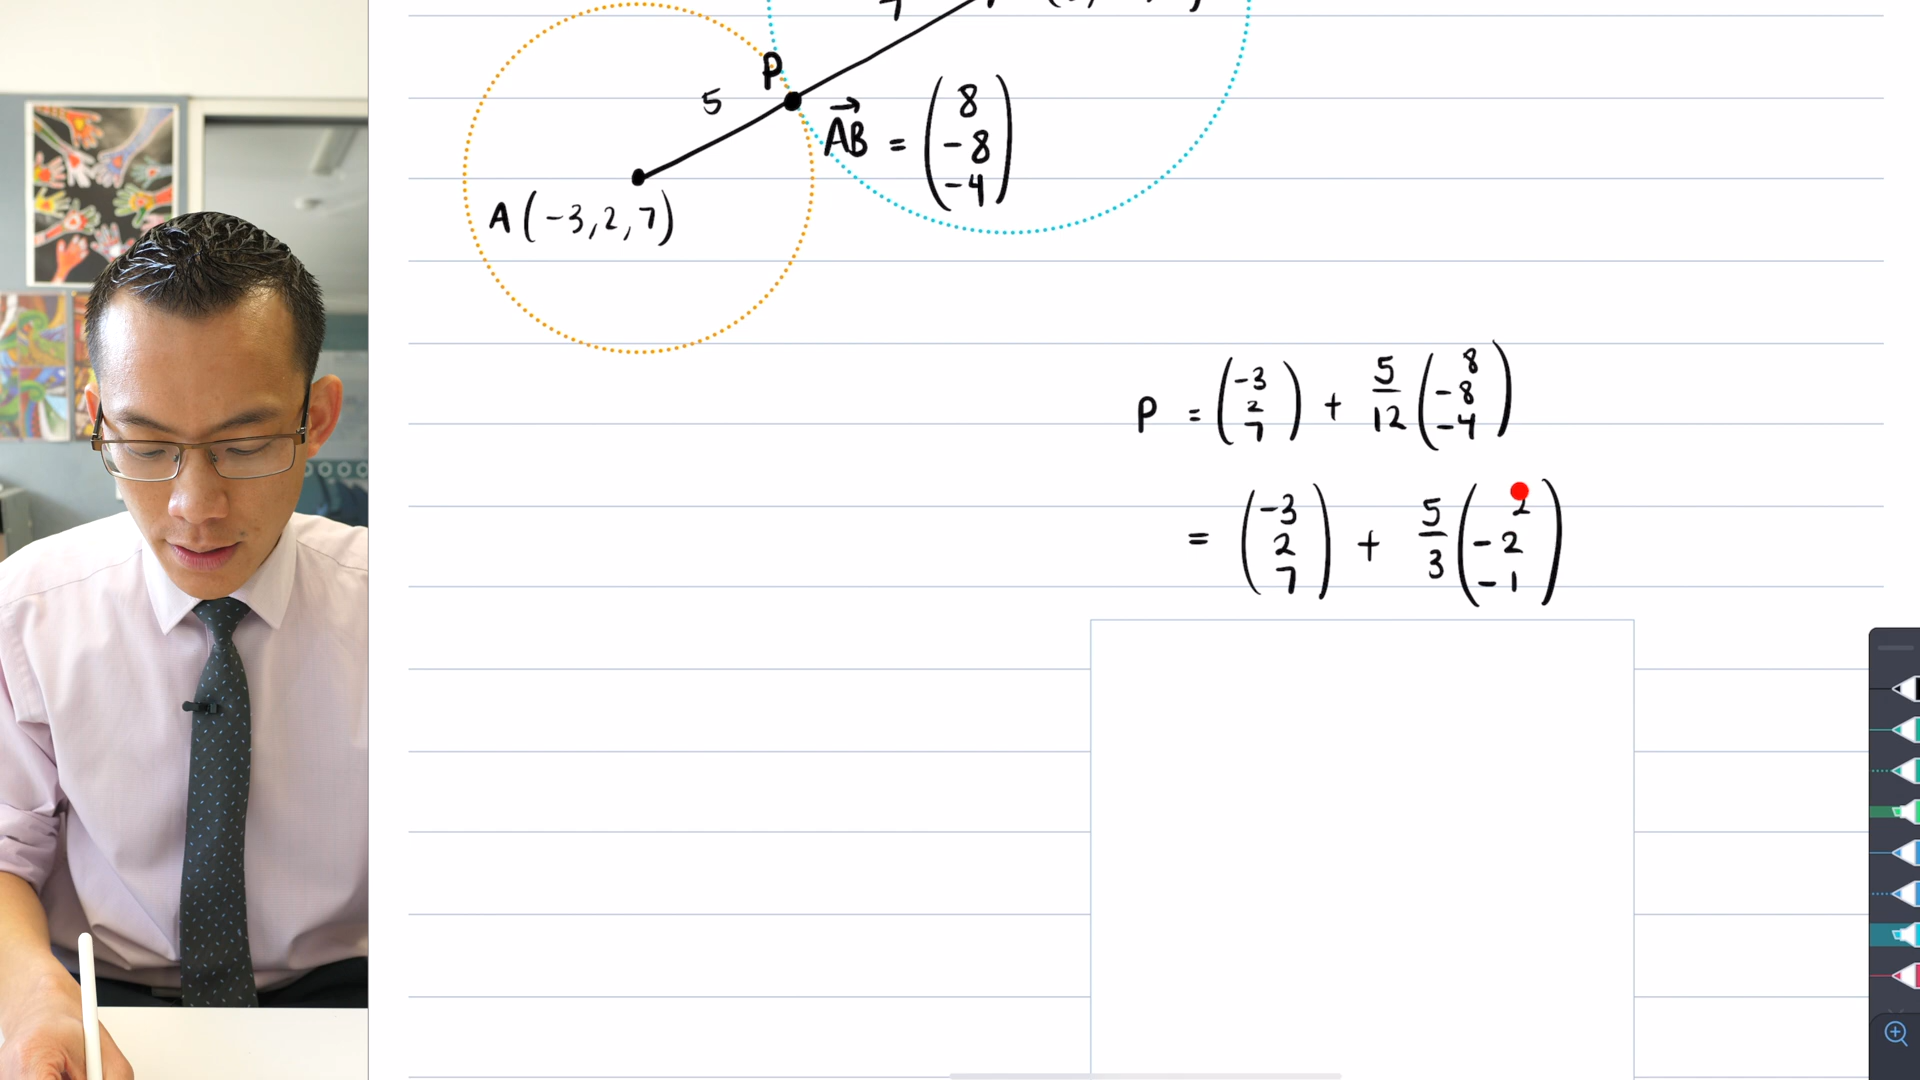 7
P
5
AB = (8 -8 -4)
A (-3, 2, 7)
P = (-3 2 7) + 5/12 (8 -8 -4)
= (-3 2 7) + 5/3 (2 -2 -1)